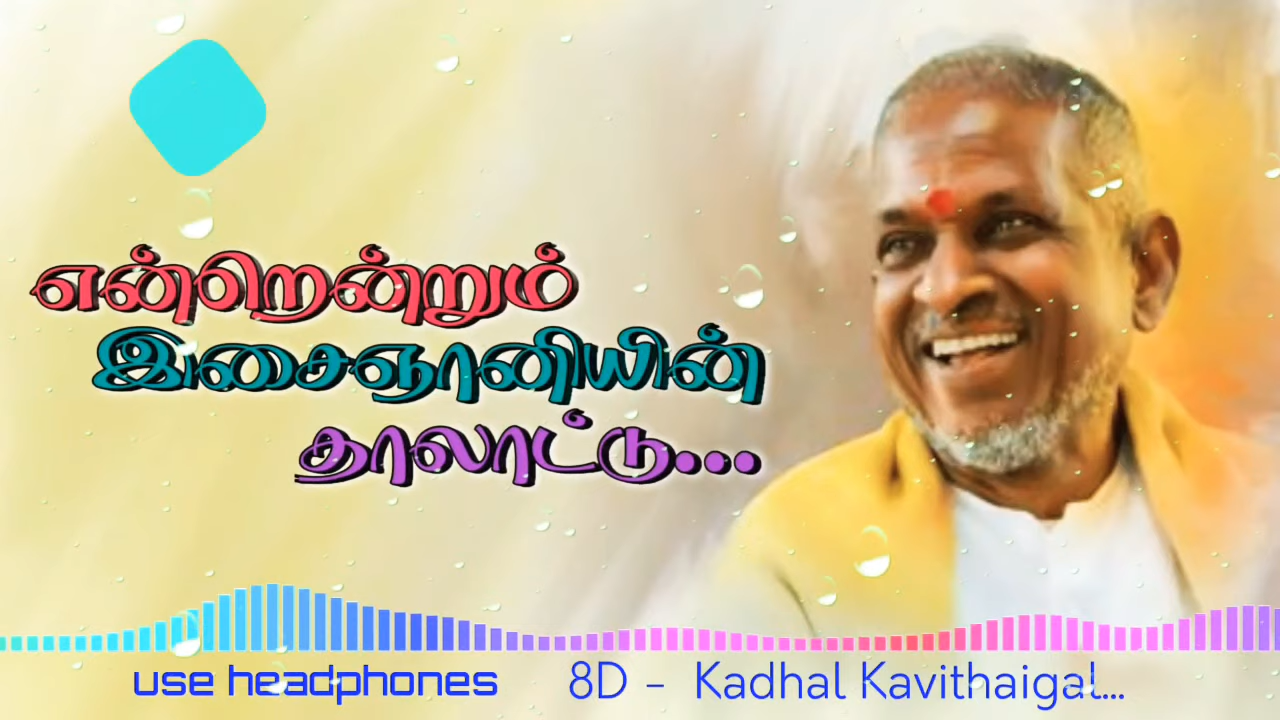 என்றென்றும்
இசைஞானியின்
தாலாட்டு...
use headphones
8D - Kadhal Kavithaigal...